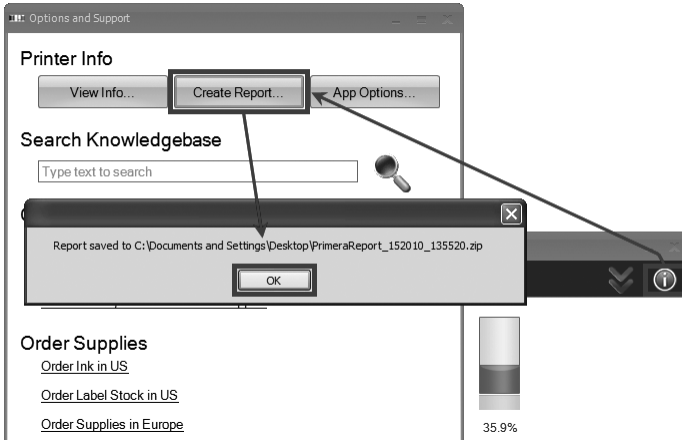 Options and Support
Printer Info
View Info...
Create Report...
App Options...
Search Knowledgebase
Type text to search
Report saved to C:\Documents and Settings\Desktop\PrimeraReport_152010_135520.zip
OK
Order Supplies
Order Ink in US
Order Label Stock in US
Order Supplies in Europe
35.9%